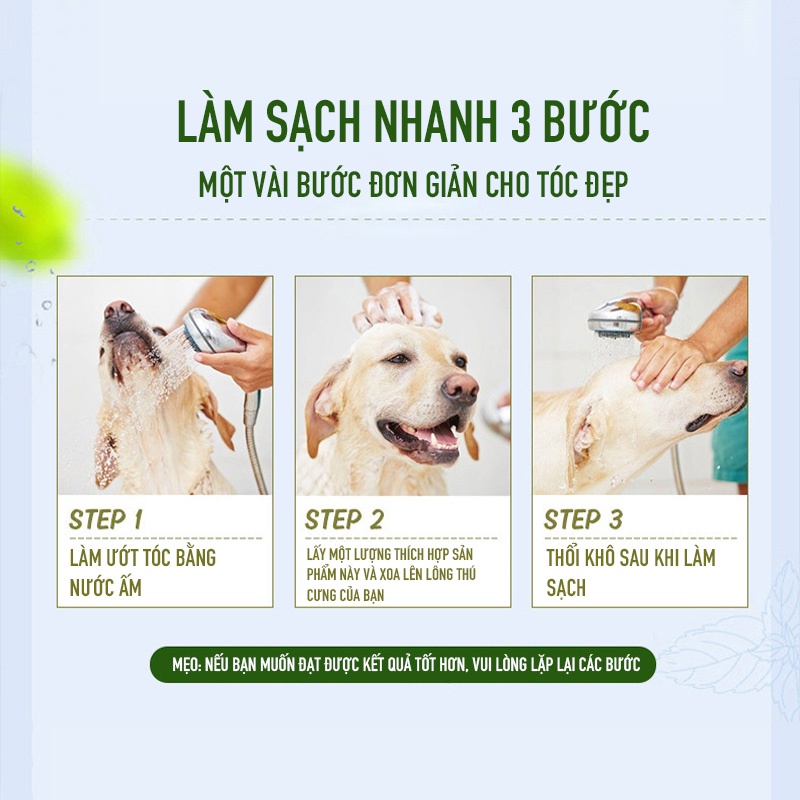 LÀM SẠCH NHANH 3 BƯỚC
MỘT VÀI BƯỚC ĐƠN GIẢN CHO TÓC ĐẸP
STEP 1
LÀM ƯỚT TÓC BẰNG
NƯỚC ẤM
STEP 2
LẤY MỘT LƯỢNG THÍCH HỢP SẢN
PHẨM NÀY VÀ XOA LÊN LÔNG THÚ
CƯNG CỦA BẠN
STEP 3
THỔI KHÔ SAU KHI LÀM
SẠCH
MẸO: NẾU BẠN MUỐN ĐẠT ĐƯỢC KẾT QUẢ TỐT HƠN, VUI LÒNG LẶP LẠI CÁC BƯỚC